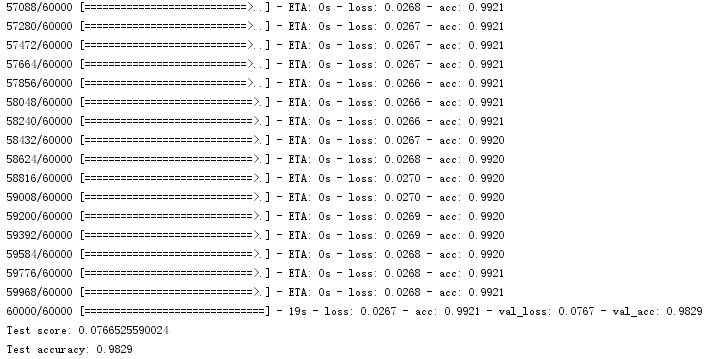 57088/60000 [===========================>..] - ETA: 0s - loss: 0.0268 - acc: 0.9921
57280/60000 [===========================>..] - ETA: 0s - loss: 0.0267 - acc: 0.9921
57472/60000 [===========================>..] - ETA: 0s - loss: 0.0267 - acc: 0.9921
57664/60000 [===========================>..] - ETA: 0s - loss: 0.0267 - acc: 0.9921
57856/60000 [===========================>..] - ETA: 0s - loss: 0.0266 - acc: 0.9921
58048/60000 [============================>.] - ETA: 0s - loss: 0.0266 - acc: 0.9921
58240/60000 [============================>.] - ETA: 0s - loss: 0.0266 - acc: 0.9921
58432/60000 [============================>.] - ETA: 0s - loss: 0.0267 - acc: 0.9920
58624/60000 [============================>.] - ETA: 0s - loss: 0.0268 - acc: 0.9920
58816/60000 [============================>.] - ETA: 0s - loss: 0.0270 - acc: 0.9920
59008/60000 [============================>.] - ETA: 0s - loss: 0.0270 - acc: 0.9920
59200/60000 [============================>.] - ETA: 0s - loss: 0.0269 - acc: 0.9920
59392/60000 [============================>.] - ETA: 0s - loss: 0.0269 - acc: 0.9920
59584/60000 [============================>.] - ETA: 0s - loss: 0.0268 - acc: 0.9920
59776/60000 [============================>.] - ETA: 0s - loss: 0.0268 - acc: 0.9921
59968/60000 [============================>.] - ETA: 0s - loss: 0.0268 - acc: 0.9921
60000/60000 [==============================] - 19s - loss: 0.0267 - acc: 0.9921 - val_loss: 0.0767 - val_acc: 0.9829
Test score: 0.0766525590024
Test accuracy: 0.9829